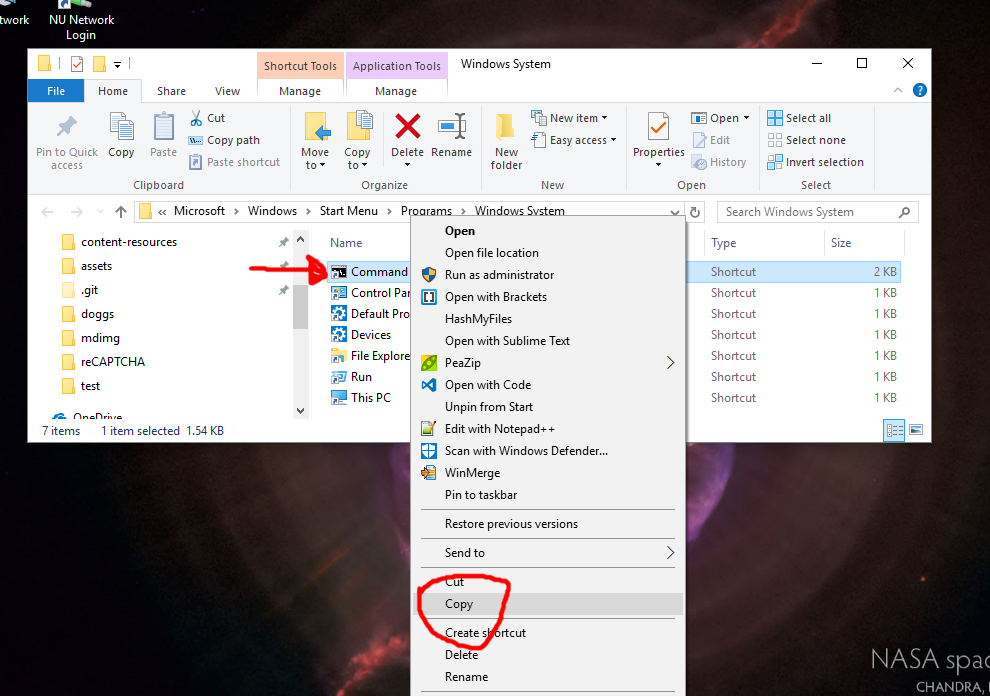 twork
NU Network
Login
Shortcut Tools
Application Tools
Windows System
File
Home
Share
View
Manage
Manage
Pin to Quick
access
Copy
Paste
Cut
Copy path
Paste shortcut
Move
to
Copy
to
Delete
Rename
New
folder
New item
Easy access
Properties
Open
Edit
History
Select all
Select none
Invert selection
Clipboard
Organize
New
Open
Select
« Microsoft > Windows > Start Menu > Programs > Windows System
Search Windows System
Name
Type
Size
content-resources
assets
.git
doggs
mdimg
reCAPTCHA
test
OneDrive
Command
Shortcut
2 KB
Control Par
Shortcut
1 KB
Default Pro
Shortcut
1 KB
Devices
Shortcut
1 KB
File Explore
Shortcut
1 KB
Run
Shortcut
1 KB
This PC
Shortcut
1 KB
7 items
1 item selected 1.54 KB
Open
Open file location
Run as administrator
Open with Brackets
HashMyFiles
Open with Sublime Text
PeaZip
Open with Code
Unpin from Start
Edit with Notepad++
Scan with Windows Defender...
WinMerge
Pin to taskbar
Restore previous versions
Send to
Cut
Copy
Create shortcut
Delete
Rename
NASA spac
CHANDRA,